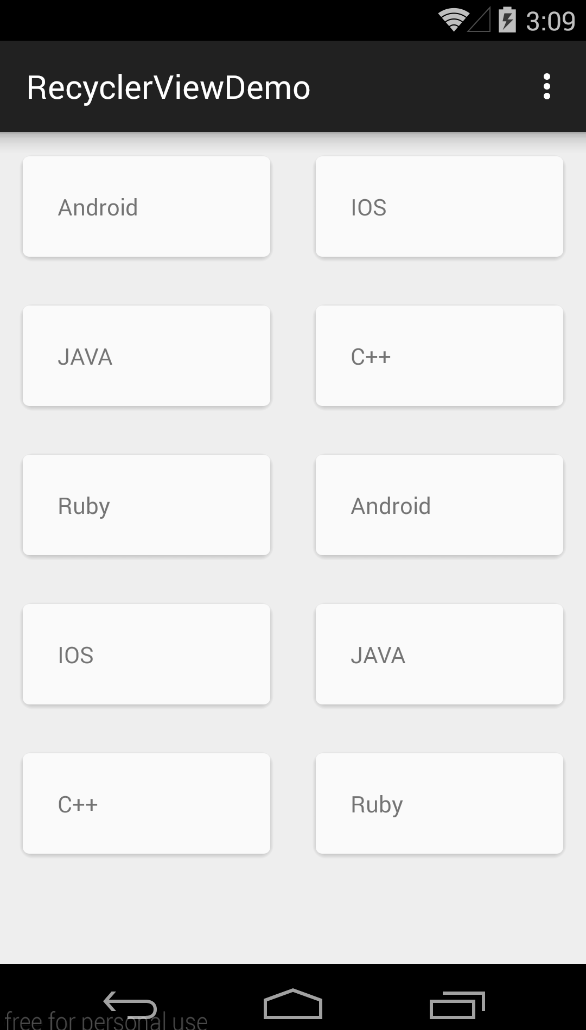 3:09
RecyclerViewDemo
Android
IOS
JAVA
C++
Ruby
Android
IOS
JAVA
C++
Ruby
free for personal use